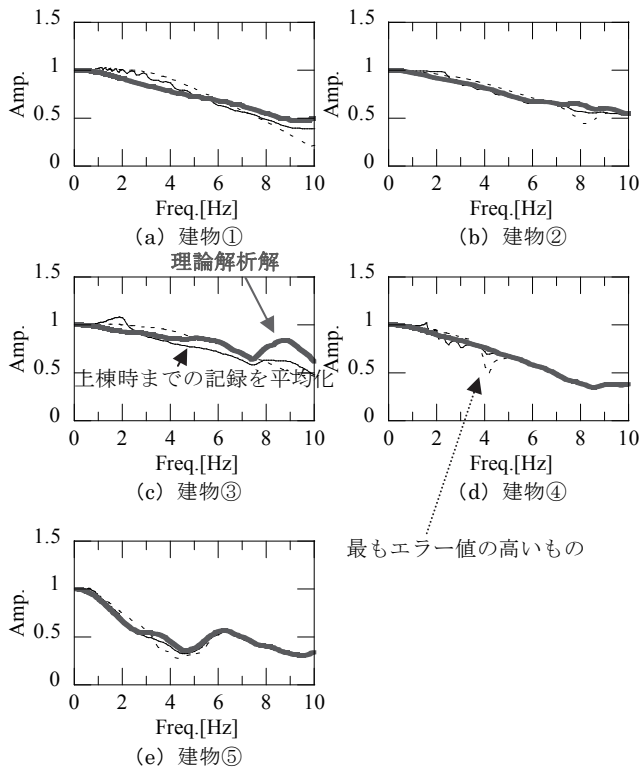 1.5
1
0.5
0
Amp.
0 2 4 6 8 10
Freq.[Hz]
(a) 建物①
1.5
1
0.5
0
Amp.
0 2 4 6 8 10
Freq.[Hz]
(b) 建物②
理論解析解
1.5
1
0.5
0
Amp.
上棟時までの記録を平均化
0 2 4 6 8 10
Freq.[Hz]
(c) 建物③
1.5
1
0.5
0
Amp.
0 2 4 6 8 10
Freq.[Hz]
(d) 建物④
最もエラー値の高いもの
1.5
1
0.5
0
Amp.
0 2 4 6 8 10
Freq.[Hz]
(e) 建物⑤